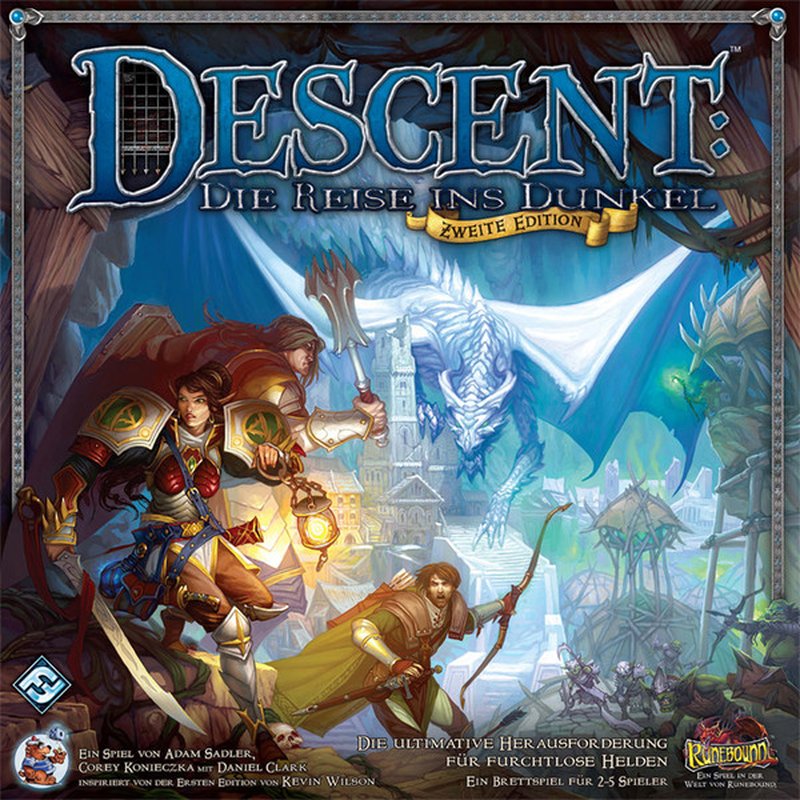 DESCENT:™
DIE REISE INS DUNKEL
ZWEITE EDITION
EIN SPIEL VON ADAM SADLER,
COREY KONIECZKA MIT DANIEL CLARK
INSPIRIERT VON DER ERSTEN EDITION VON KEVIN WILSON
DIE ULTIMATIVE HERAUSFORDERUNG
FÜR FURCHTLOSE HELDEN
EIN BRETTSPIEL FÜR 2-5 SPIELER
RUNEBOUND
EIN SPIEL IN DER
WELT VON RUNEBOUND.